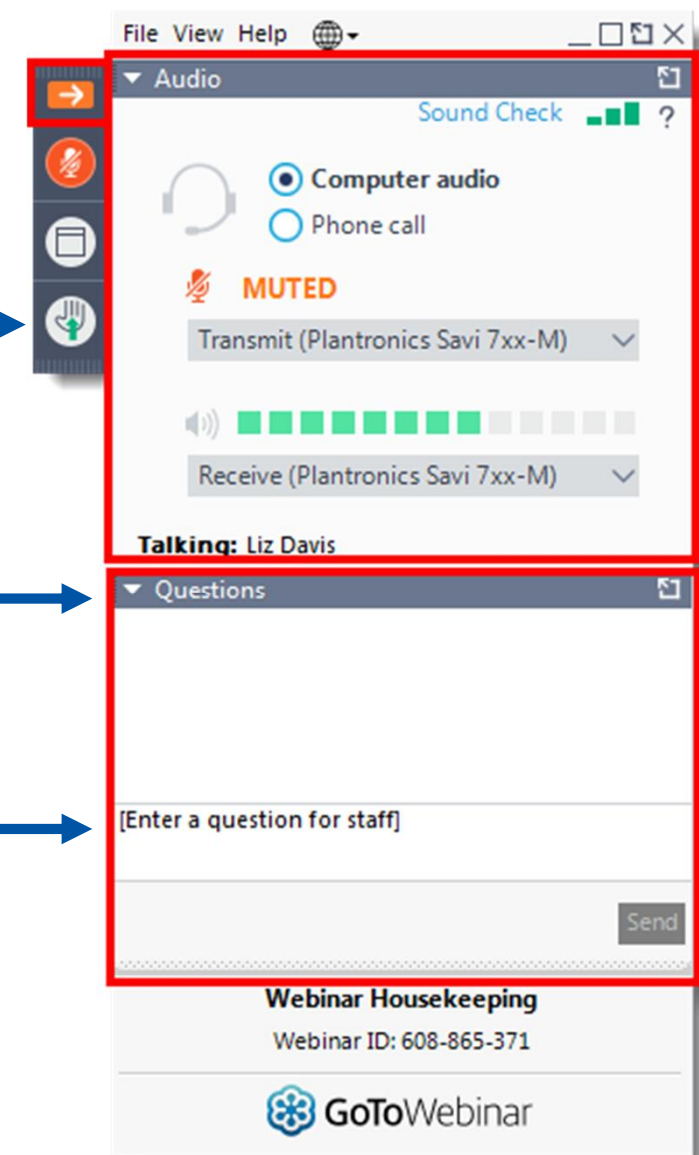 File View Help
Audio
Sound Check ?
Computer audio
Phone call
MUTED
Transmit (Plantronics Savi 7xx-M)
Receive (Plantronics Savi 7xx-M)
Talking: Liz Davis
Questions
[Enter a question for staff]
Send
Webinar Housekeeping
Webinar ID: 608-865-371
GoToWebinar